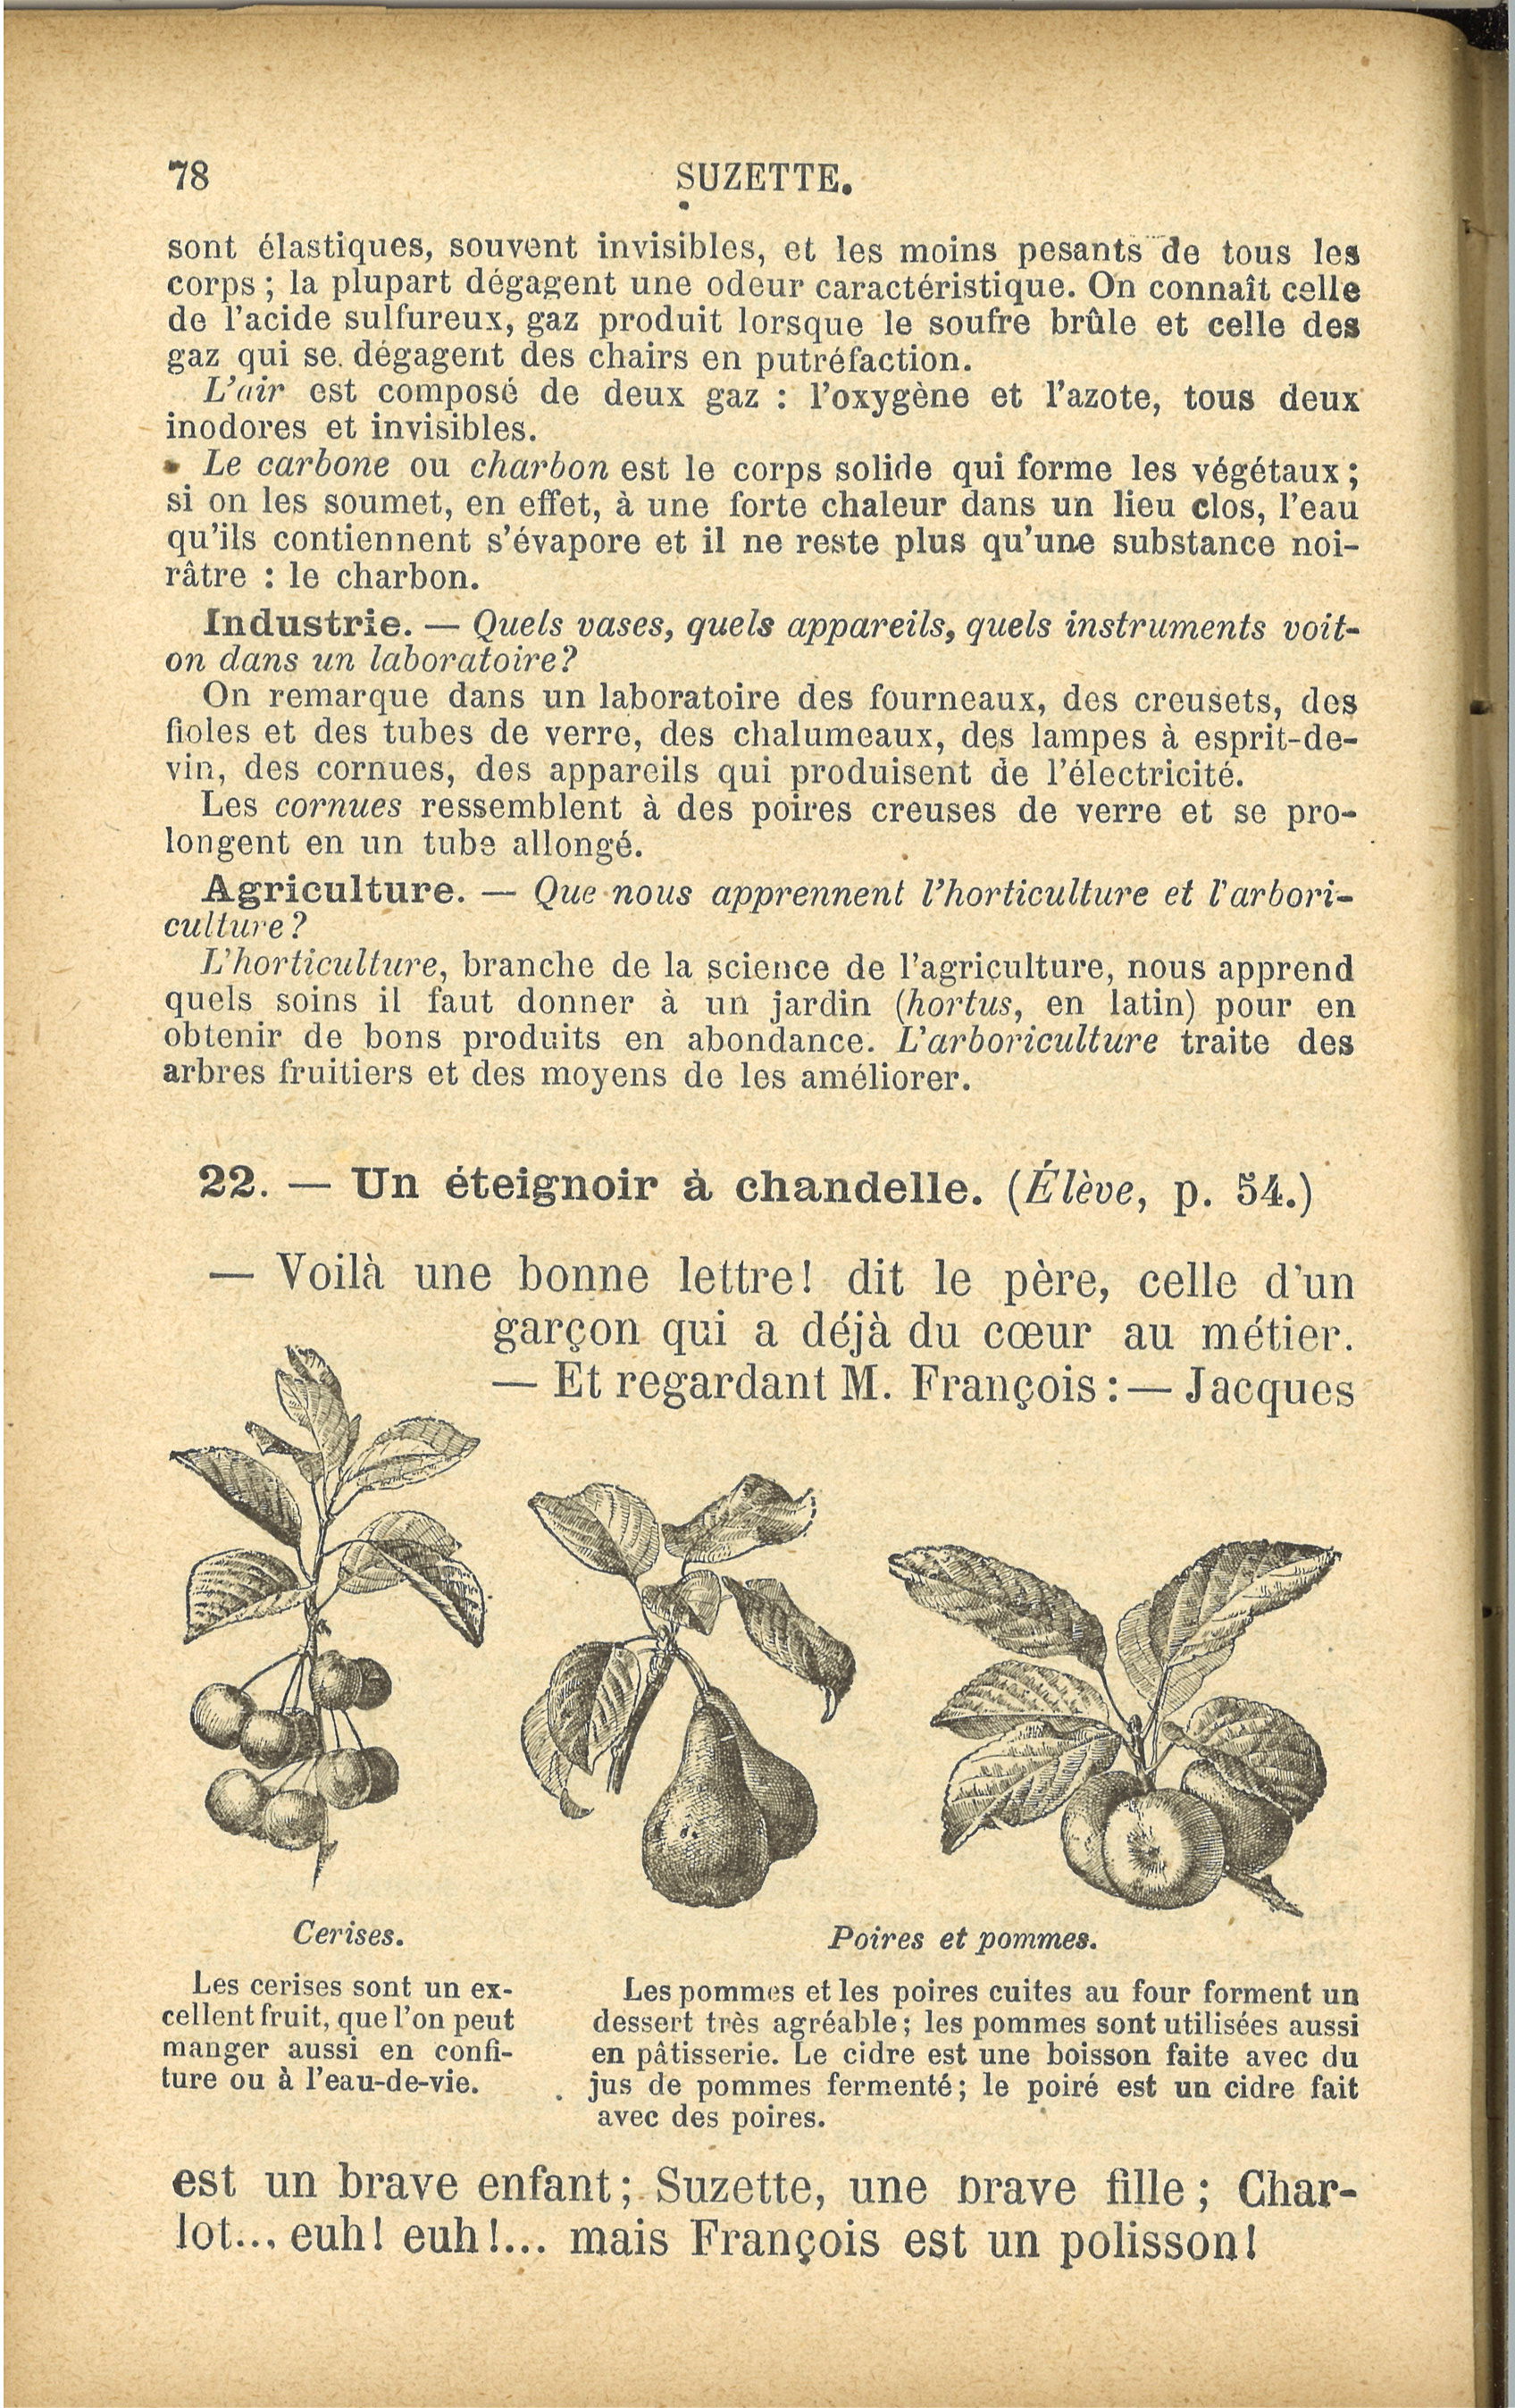 78
SUZETTE.
sont élastiques, souvent invisibles, et les moins pesants de tous les
corps ; la plupart dégagent une odeur caractéristique. On connaît celle
de l'acide sulfureux, gaz produit lorsque le soufre brûle et celle des
gaz qui se dégagent des chairs en putréfaction.
L'air est composé de deux gaz : l'oxygène et l'azote, tous deux
inodores et invisibles.
Le carbone ou charbon est le corps solide qui forme les végétaux ;
si on les soumet, en effet, à une forte chaleur dans un lieu clos, l'eau
qu'ils contiennent s'évapore et il ne reste plus qu'une substance noi-
râtre : le charbon.
Industrie. — Quels vases, quels appareils, quels instruments voit-
on dans un laboratoire ?
On remarque dans un laboratoire des fourneaux, des creusets, des
fioles et des tubes de verre, des chalumeaux, des lampes à esprit-de-
vin, des cornues, des appareils qui produisent de l'électricité.
Les cornues ressemblent à des poires creuses de verre et se pro-
longent en un tube allongé.
Agriculture. — Que nous apprennent l'horticulture et l'arbori-
culture ?
L'horticulture, branche de la science de l'agriculture, nous apprend
quels soins il faut donner à un jardin (hortus, en latin) pour en
obtenir de bons produits en abondance. L'arboriculture traite des
arbres fruitiers et des moyens de les améliorer.
22. — Un éteignoir à chandelle. (Élève, p. 54.)
— Voilà une bonne lettre! dit le père, celle d'un
garçon qui a déjà du cœur au métier.
— Et regardant M. François : — Jacques
Cerises.
Les cerises sont un ex-
cellent fruit, que l'on peut
manger aussi en confi-
ture ou à l'eau-de-vie.
Poires et pommes.
Les pommes et les poires cuites au four forment un
dessert très agréable ; les pommes sont utilisées aussi
en pâtisserie. Le cidre est une boisson faite avec du
jus de pommes fermenté ; le poiré est un cidre fait
avec des poires.
est un brave enfant ; Suzette, une brave fille ; Char-
lot... euh! euh!... mais François est un polisson!